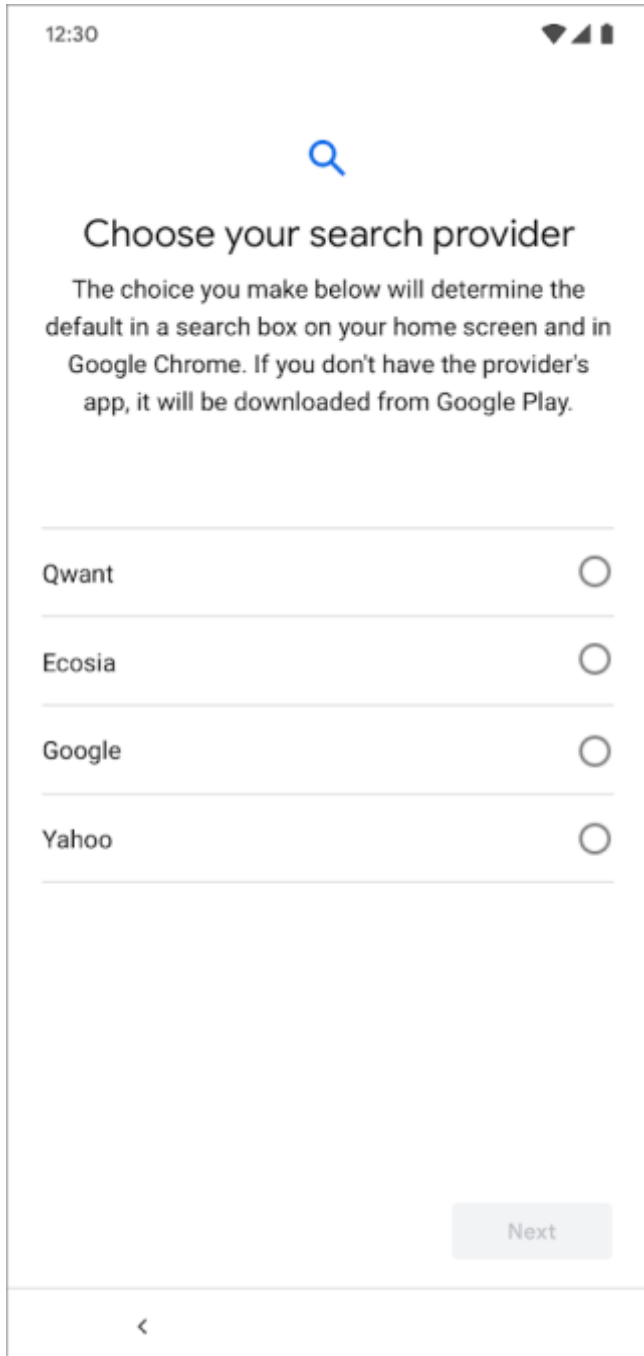 12:30
Choose your search provider
The choice you make below will determine the
default in a search box on your home screen and in
Google Chrome. If you don't have the provider's
app, it will be downloaded from Google Play.
Qwant
Ecosia
Google
Yahoo
Next